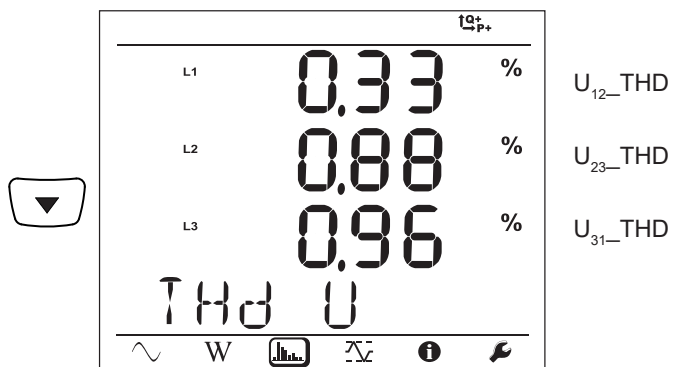 Q+
P+
L1 0.33 % U₁₂_THD
L2 0.88 % U₂₃_THD
L3 0.96 % U₃₁_THD
THd U
W